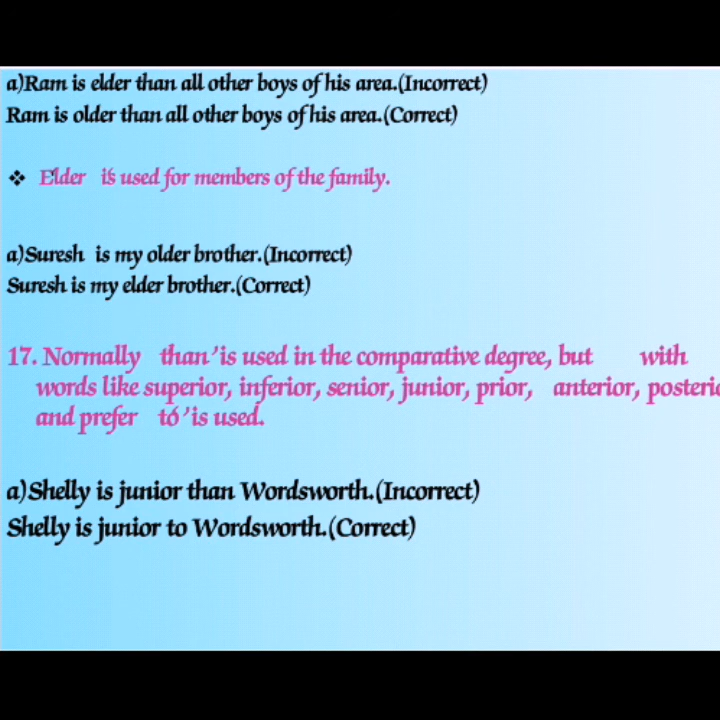 a)Ram is elder than all other boys of his area.(Incorrect)
Ram is older than all other boys of his area.(Correct)
❖ Elder is used for members of the family.
a)Suresh is my older brother.(Incorrect)
Suresh is my elder brother.(Correct)
17. Normally than’ is used in the comparative degree, but with
words like superior, inferior, senior, junior, prior, anterior,
and prefer to’ is used.
a)Shelly is junior than Wordsworth.(Incorrect)
Shelly is junior to Wordsworth.(Correct)